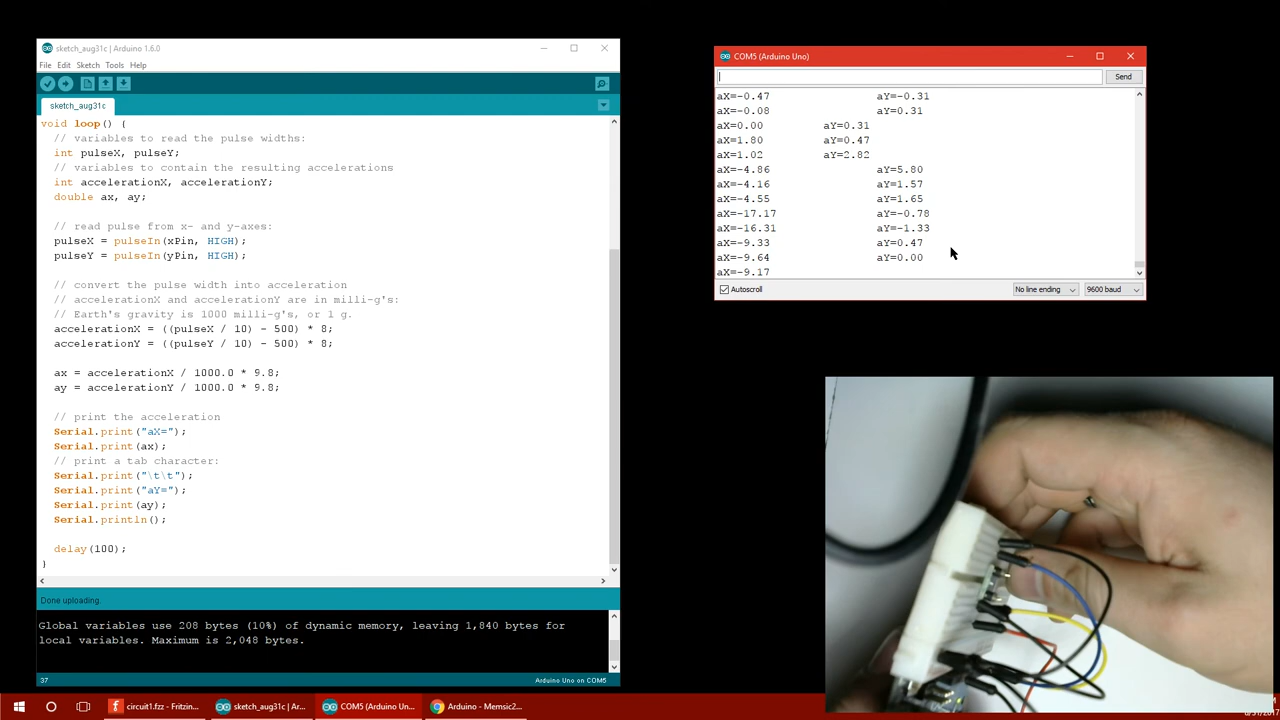 sketch_aug31c | Arduino 1.6.0
File Edit Sketch Tools Help
sketch_aug31c
void loop() {
// variables to read the pulse widths:
int pulseX, pulseY;
// variables to contain the resulting accelerations
int accelerationX, accelerationY;
double ax, ay;
// read pulse from x- and y-axes:
pulseX = pulseIn(xPin, HIGH);
pulseY = pulseIn(yPin, HIGH);
// convert the pulse width into acceleration
// accelerationX and accelerationY are in milli-g's:
// Earth's gravity is 1000 milli-g's, or 1 g.
accelerationX = ((pulseX / 10) - 500) * 8;
accelerationY = ((pulseY / 10) - 500) * 8;
ax = accelerationX / 1000.0 * 9.8;
ay = accelerationY / 1000.0 * 9.8;
// print the acceleration
Serial.print("aX=");
Serial.print(ax);
// print a tab character:
Serial.print("\t\t");
Serial.print("aY=");
Serial.print(ay);
Serial.println();
delay(100);
}
Done uploading.
Global variables use 208 bytes (10%) of dynamic memory, leaving 1,840 bytes for
local variables. Maximum is 2,048 bytes.
37 Arduino Uno on COM5
COM5 (Arduino Uno)
Send
aX=-0.47 aY=-0.31
aX=-0.08 aY=0.31
aX=0.00 aY=0.31
aX=1.80 aY=0.47
aX=1.02 aY=2.82
aX=-4.86 aY=5.80
aX=-4.16 aY=1.57
aX=-4.55 aY=1.65
aX=-17.17 aY=-0.78
aX=-16.31 aY=-1.33
aX=-9.33 aY=0.47
aX=-9.64 aY=0.00
aX=-9.17
Autoscroll No line ending 9600 baud
circuit1.fzz - Fritzin... sketch_aug31c | Ar... COM5 (Arduino Un... Arduino - Memsic2...